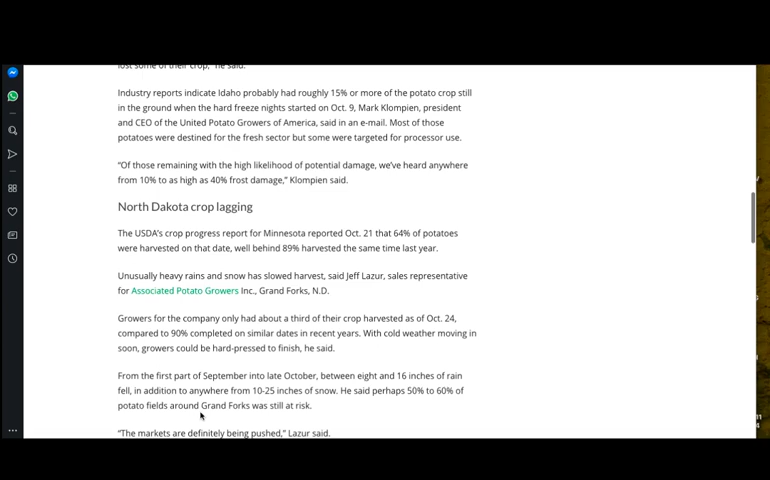 lost some of their crop," he said.
Industry reports indicate Idaho probably had roughly 15% or more of the potato crop still
in the ground when the hard freeze nights started on Oct. 9, Mark Klompien, president
and CEO of the United Potato Growers of America, said in an e-mail. Most of those
potatoes were destined for the fresh sector but some were targeted for processor use.
“Of those remaining with the high likelihood of potential damage, we’ve heard anywhere
from 10% to as high as 40% frost damage,” Klompien said.
North Dakota crop lagging
The USDA’s crop progress report for Minnesota reported Oct. 21 that 64% of potatoes
were harvested on that date, well behind 89% harvested the same time last year.
Unusually heavy rains and snow has slowed harvest, said Jeff Lazur, sales representative
for Associated Potato Growers Inc., Grand Forks, N.D.
Growers for the company only had about a third of their crop harvested as of Oct. 24,
compared to 90% completed on similar dates in recent years. With cold weather moving in
soon, growers could be hard-pressed to finish, he said.
From the first part of September into late October, between eight and 16 inches of rain
fell, in addition to anywhere from 10-25 inches of snow. He said perhaps 50% to 60% of
potato fields around Grand Forks was still at risk.
“The markets are definitely being pushed,” Lazur said.